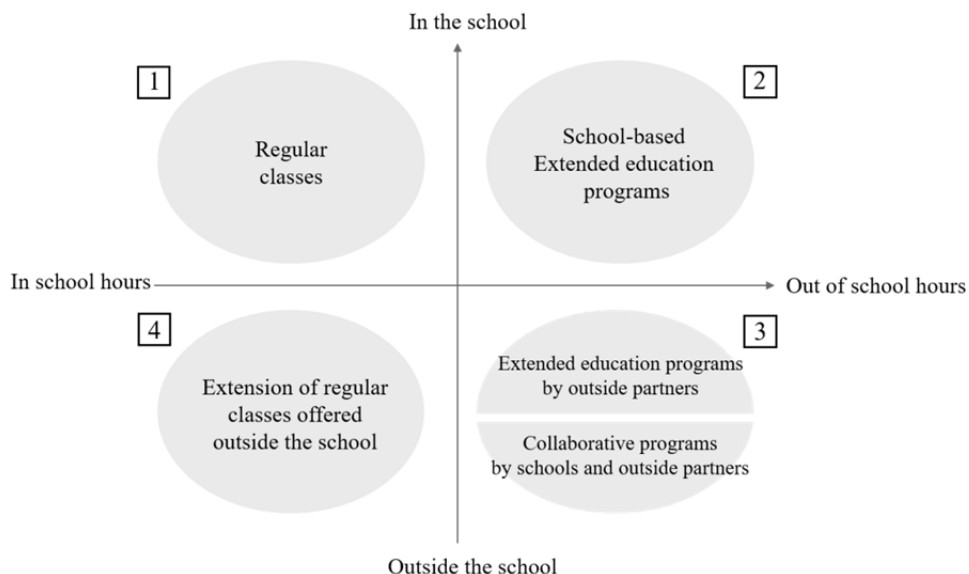 In the school
1
2
Regular
classes
School-based
Extended education
programs
In school hours
Out of school hours
4
3
Extension of regular
classes offered
outside the school
Extended education programs
by outside partners
Collaborative programs
by schools and outside partners
Outside the school